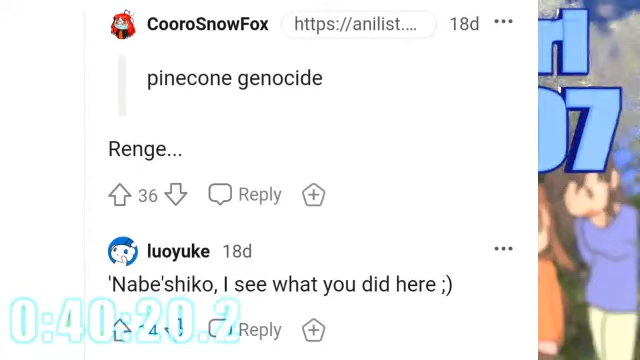 CooroSnowFox https://anilist.... 18d
pinecone genocide
Renge...
36 Reply
luoyuke 18d
'Nabe'shiko, I see what you did here ;)
Reply
0:40:20.2
07